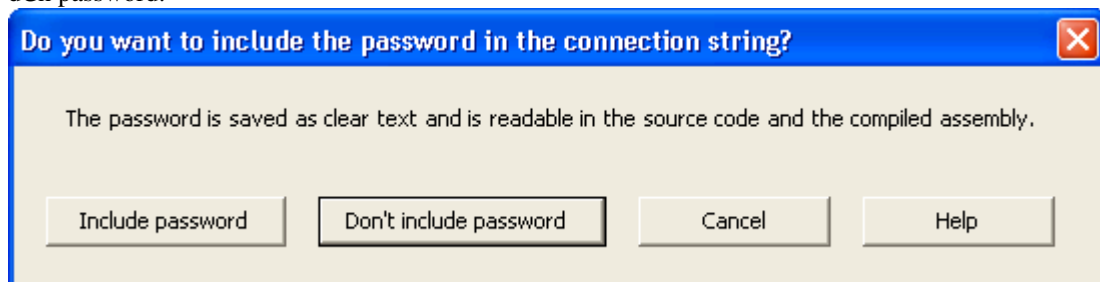 Do you want to include the password in the connection string?
The password is saved as clear text and is readable in the source code and the compiled assembly.
Include password Don't include password Cancel Help